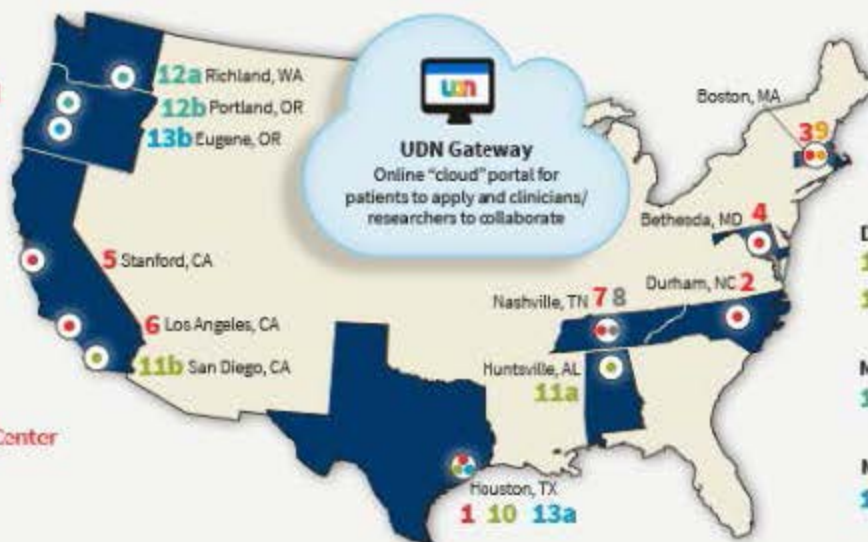 12a Richland, WA
12b Portland, OR
13b Eugene, OR
udn
UDN Gateway
Online "cloud" portal for
patients to apply and clinicians/
researchers to collaborate
Boston, MA
39
Bethesda, MD 4
5 Stanford, CA
Durham, NC 2
Nashville, TN 7 8
6 Los Angeles, CA
11b San Diego, CA
Huntsville, AL
11a
Center
Houston, TX
1 10 13a